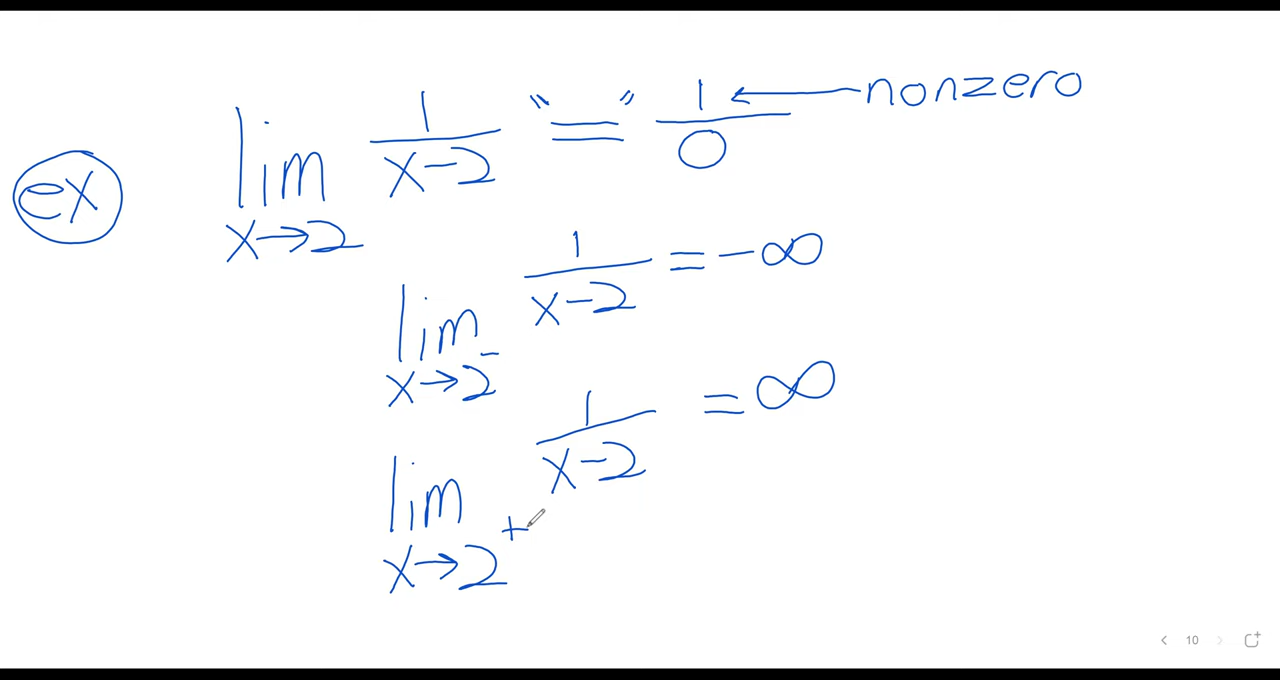 ex lim x→2 1/(x-2) "=" 1/0 ← nonzero
lim x→2⁻ 1/(x-2) = -∞
lim x→2⁺ 1/(x-2) = ∞
10